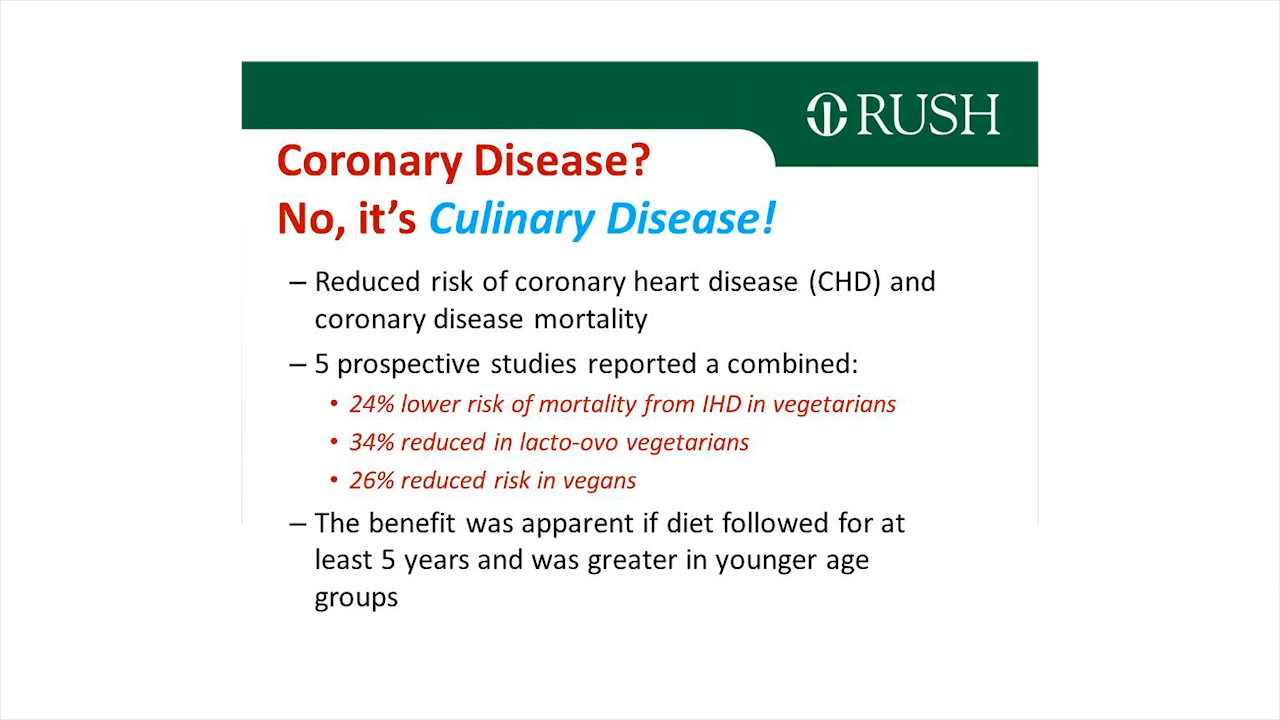 RUSH
Coronary Disease?
No, it's Culinary Disease!
– Reduced risk of coronary heart disease (CHD) and
coronary disease mortality
– 5 prospective studies reported a combined:
• 24% lower risk of mortality from IHD in vegetarians
• 34% reduced in lacto-ovo vegetarians
• 26% reduced risk in vegans
– The benefit was apparent if diet followed for at
least 5 years and was greater in younger age
groups